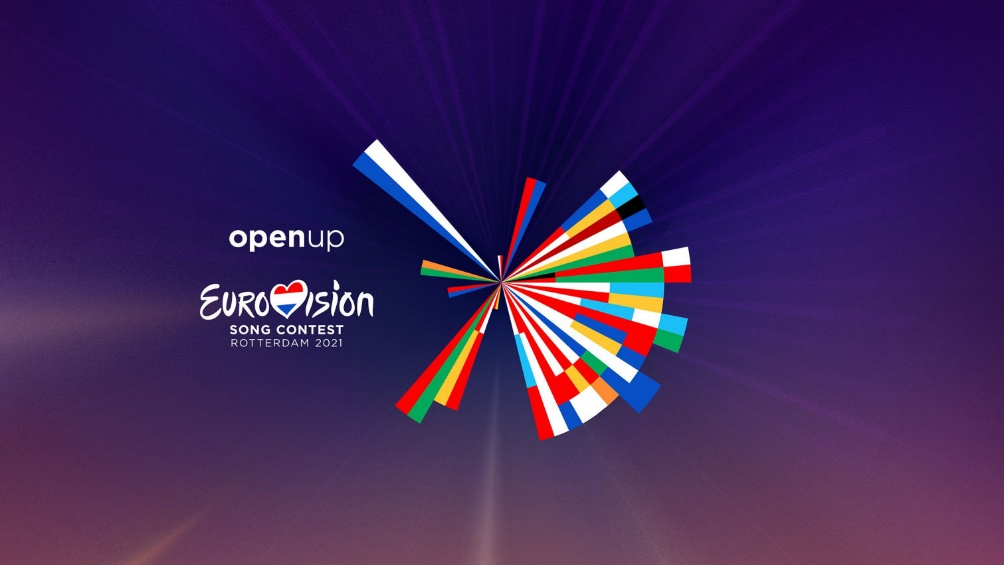 openup
EUROVISION
SONG CONTEST
ROTTERDAM 2021